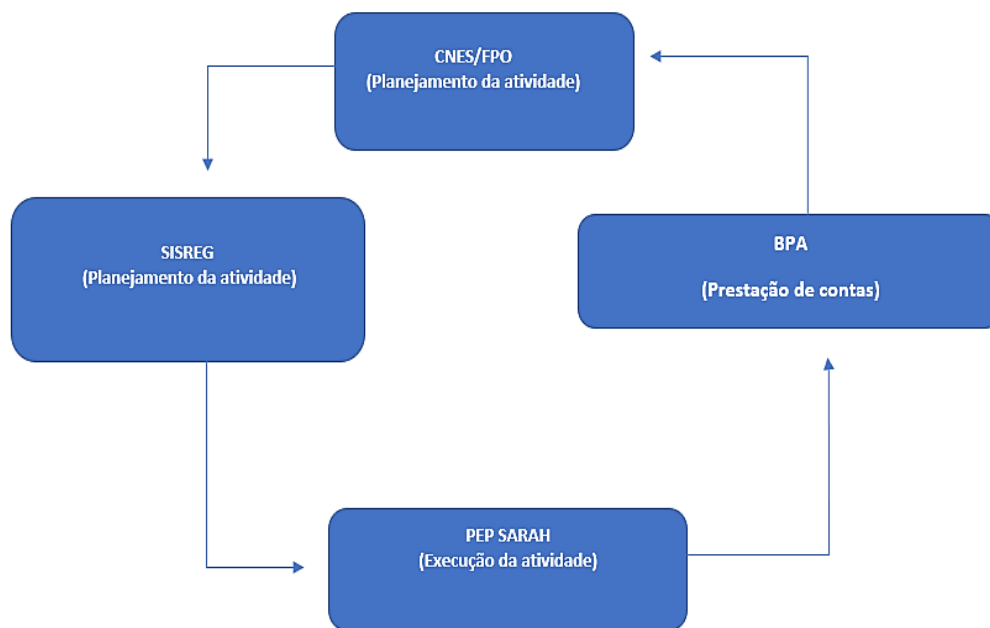 CNES/FPO
(Planejamento da atividade)
SISREG
(Planejamento da atividade)
BPA
(Prestação de contas)
PEP SARAH
(Execução da atividade)